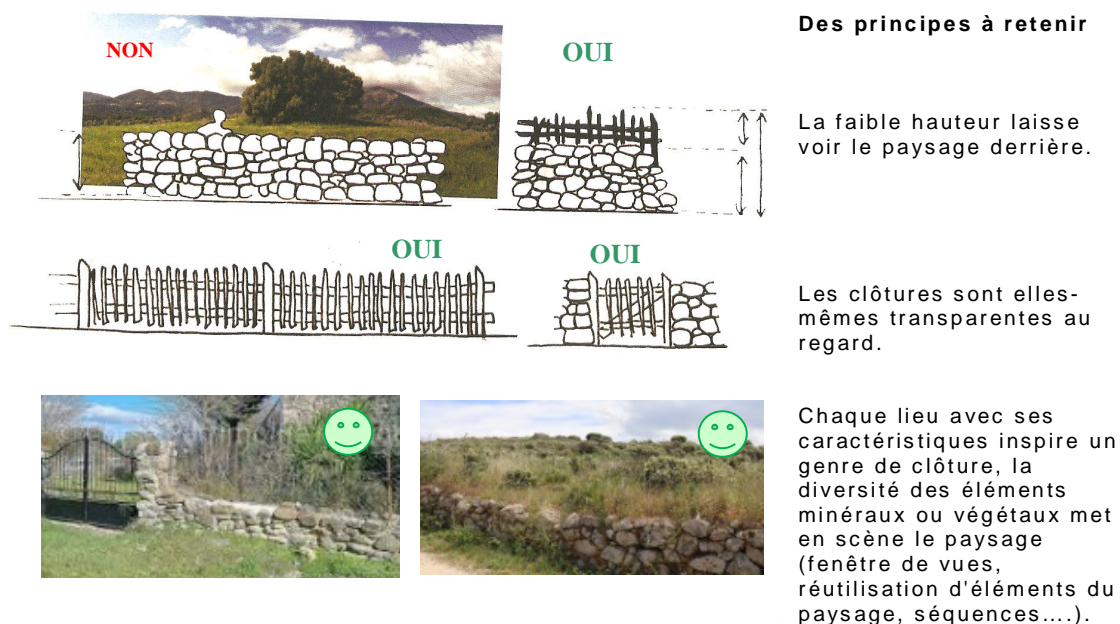 Des principes à retenir
NON
OUI
La faible hauteur laisse
voir le paysage derrière.
OUI
OUI
Les clôtures sont elles-
mêmes transparentes au
regard.
Chaque lieu avec ses
caractéristiques inspire un
genre de clôture, la
diversité des éléments
minéraux ou végétaux met
en scène le paysage
(fenêtre de vues,
réutilisation d'éléments du
paysage, séquences....).